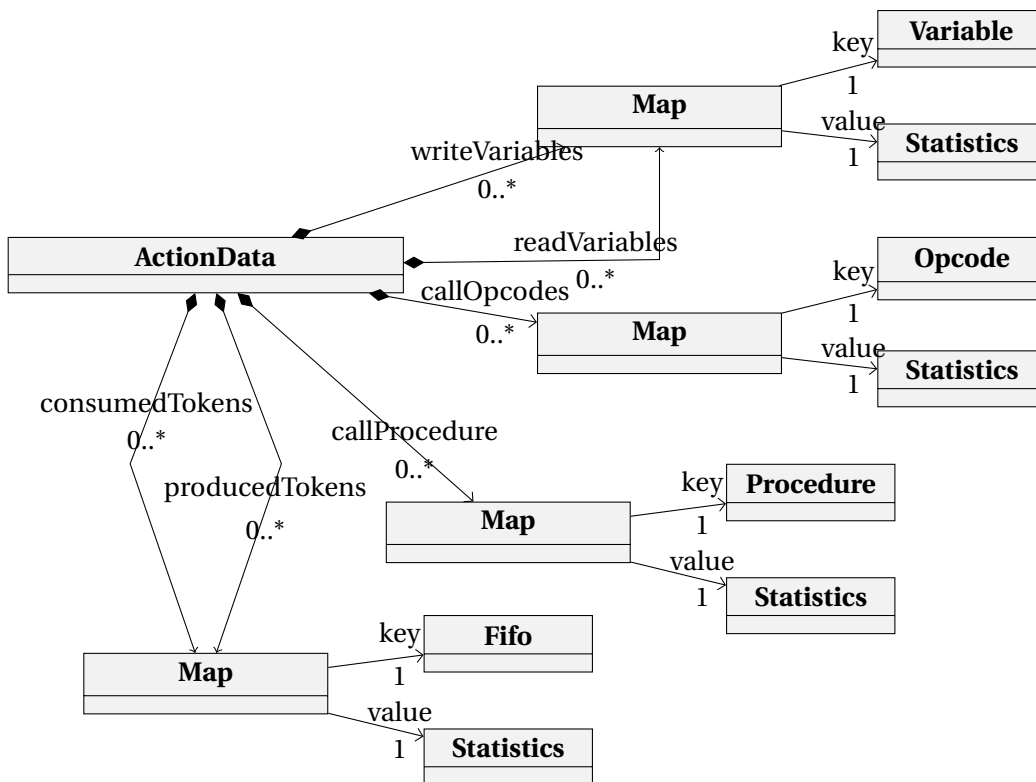 Variable
key
1
Map
value
Statistics
1
writeVariables
0..*
readVariables
0..*
ActionData
callOpcodes
0..*
Opcode
key
1
Map
value
Statistics
1
consumedTokens
0..*
callProcedure
0..*
producedTokens
0..*
key
Procedure
1
Map
value
1
Statistics
key
Fifo
1
Map
value
1
Statistics